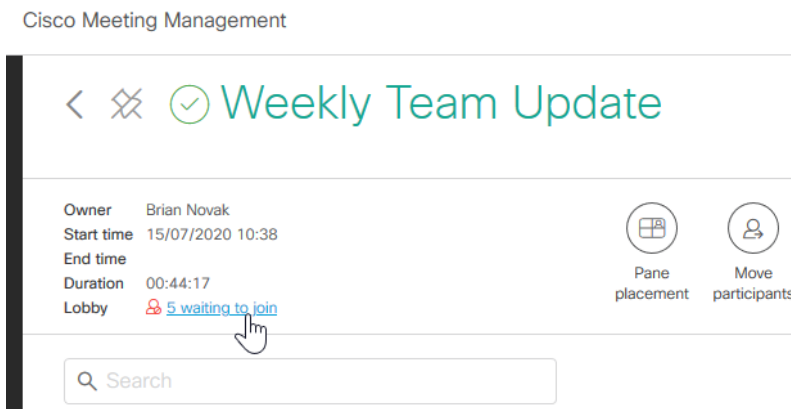 Cisco Meeting Management
Weekly Team Update
Owner Brian Novak
Start time 15/07/2020 10:38
End time
Duration 00:44:17
Lobby 5 waiting to join
Pane placement
Move participants
Search